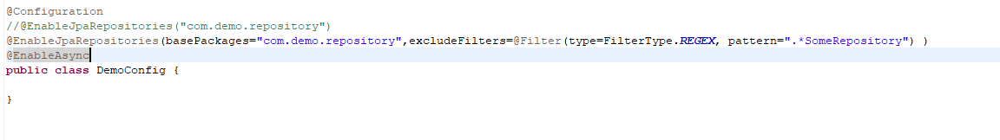 @Configuration
//@EnableJpaRepositories("com.demo.repository")
@EnableJpaRepositories(basePackages="com.demo.repository",excludeFilters=@Filter(type=FilterType.REGEX, pattern=".*SomeRepository") )
@EnableAsync
public class DemoConfig {
}